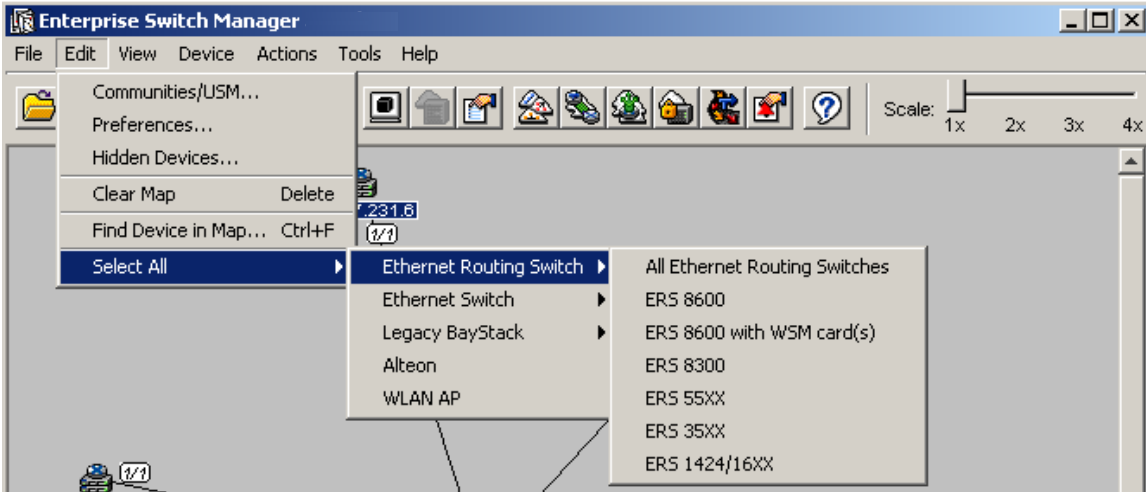 Enterprise Switch Manager
File Edit View Device Actions Tools Help
Communities/USM...
Preferences...
Hidden Devices...
Clear Map Delete
Find Device in Map... Ctrl+F
Select All
Scale:
1x 2x 3x 4x
.231.6
1/1
Ethernet Routing Switch
Ethernet Switch
Legacy BayStack
Alteon
WLAN AP
All Ethernet Routing Switches
ERS 8600
ERS 8600 with WSM card(s)
ERS 8300
ERS 55XX
ERS 35XX
ERS 1424/16XX
1/1